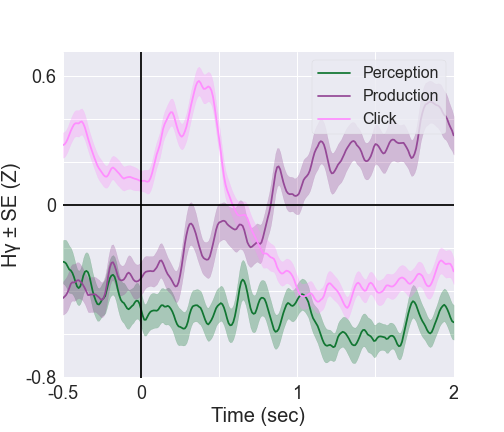 Perception
Production
Click
0.6
0
-0.8
Hγ ± SE (Z)
-0.5 0 1 2
Time (sec)